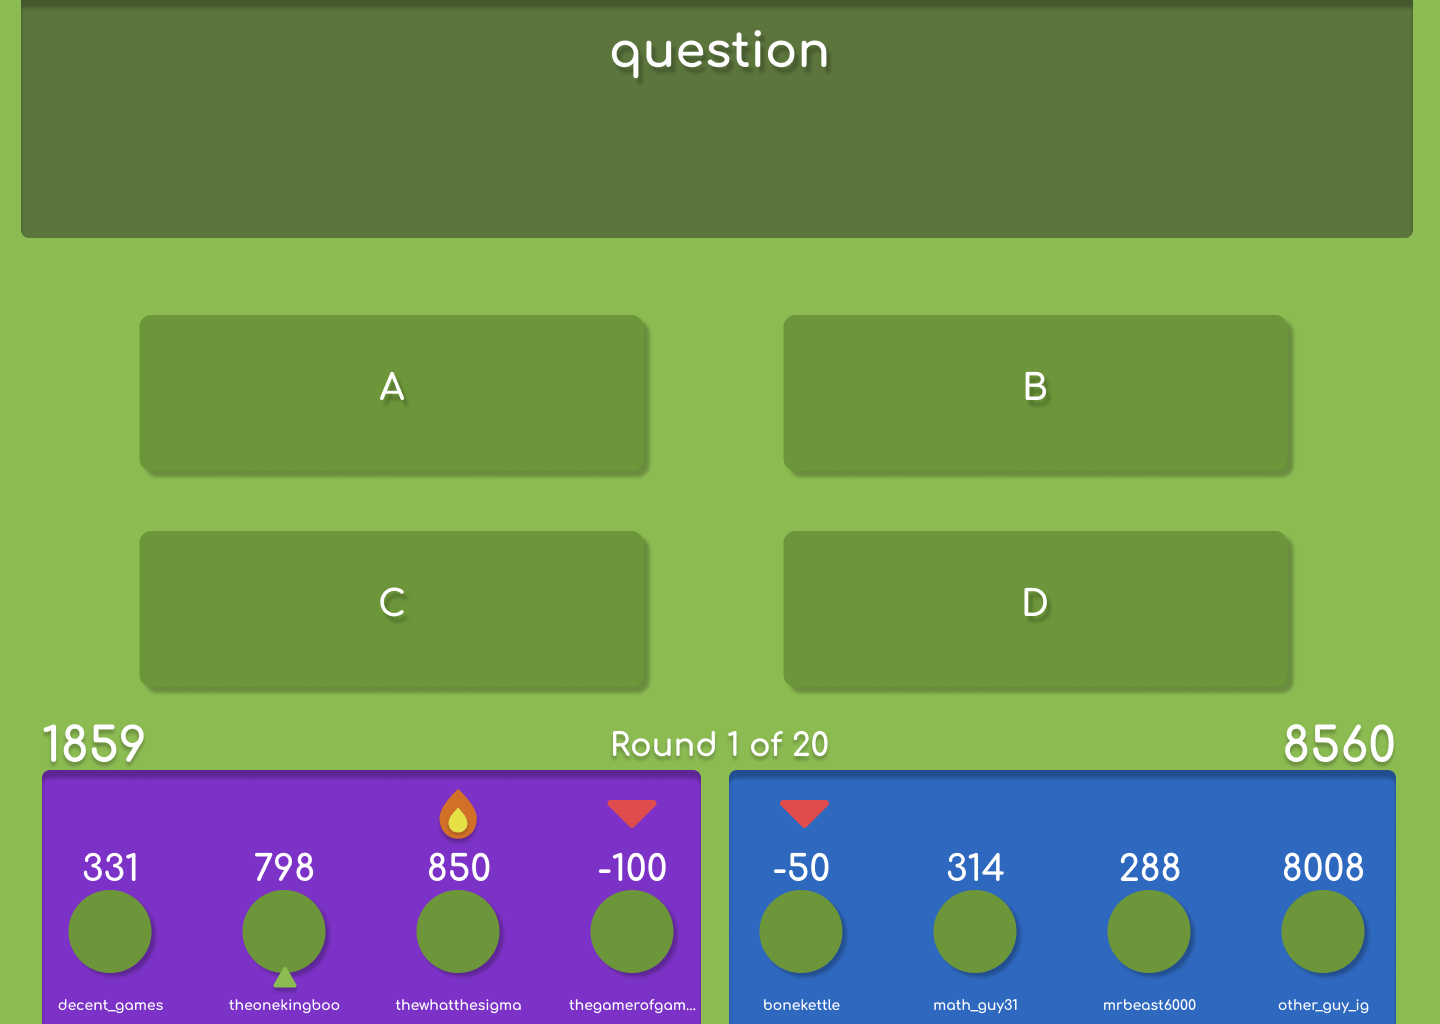 question
A
B
C
D
1859
Round 1 of 20
8560
331
798
850
-100
-50
314
288
8008
decent_games
theonekingboo
thewhatthesigma
thegamerofgam...
bonekettle
math_guy31
mrbeast6000
other_guy_ig